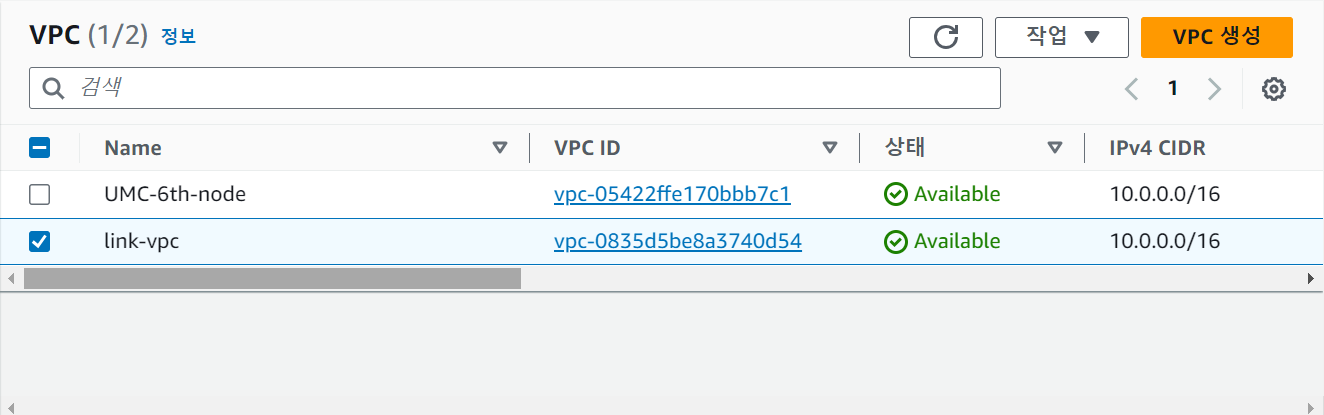 VPC (1/2) 정보
작업 VPC 생성
검색
1
Name VPC ID 상태 IPv4 CIDR
UMC-6th-node vpc-05422ffe170bbb7c1 Available 10.0.0.0/16
link-vpc vpc-0835d5be8a3740d54 Available 10.0.0.0/16